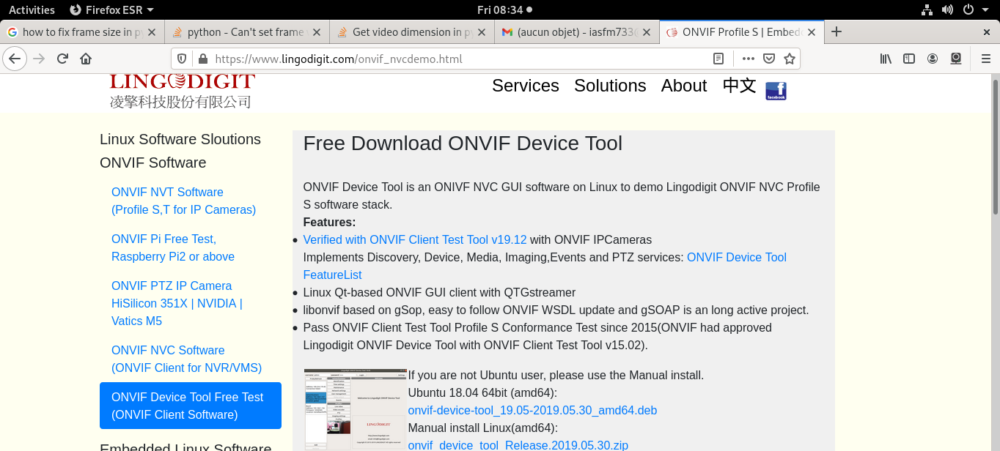 Activities Firefox ESR Fri 08:34
how to fix frame size in p
python - Can't set frame
Get video dimension in p
(aucun objet) - iasfm733
ONVIF Profile S | Embed
https://www.lingodigit.com/onvif_nvcdemo.html
LINGODIGIT
凌擎科技股份有限公司
Services Solutions About 中文
facebook
Linux Software Sloutions
ONVIF Software
ONVIF NVT Software
(Profile S,T for IP Cameras)
ONVIF Pi Free Test,
Raspberry Pi2 or above
ONVIF PTZ IP Camera
HiSilicon 351X | NVIDIA |
Vatics M5
ONVIF NVC Software
(ONVIF Client for NVR/VMS)
ONVIF Device Tool Free Test
(ONVIF Client Software)
Embedded Linux Software
Free Download ONVIF Device Tool
ONVIF Device Tool is an ONIVF NVC GUI software on Linux to demo Lingodigit ONVIF NVC Profile
S software stack.
Features:
Verified with ONVIF Client Test Tool v19.12 with ONVIF IPCameras
Implements Discovery, Device, Media, Imaging,Events and PTZ services: ONVIF Device Tool
FeatureList
Linux Qt-based ONVIF GUI client with QTGstreamer
libonvif based on gSop, easy to follow ONVIF WSDL update and gSOAP is an long active project.
Pass ONVIF Client Test Tool Profile S Conformance Test since 2015(ONVIF had approved
Lingodigit ONVIF Device Tool with ONVIF Client Test Tool v15.02).
Welcome to Lingodigit ONVIF Device Tool
LINGODIGIT
If you are not Ubuntu user, please use the Manual install.
Ubuntu 18.04 64bit (amd64):
onvif-device-tool_19.05-2019.05.30_amd64.deb
Manual install Linux(amd64):
onvif_device_tool_Release.2019.05.30.zip